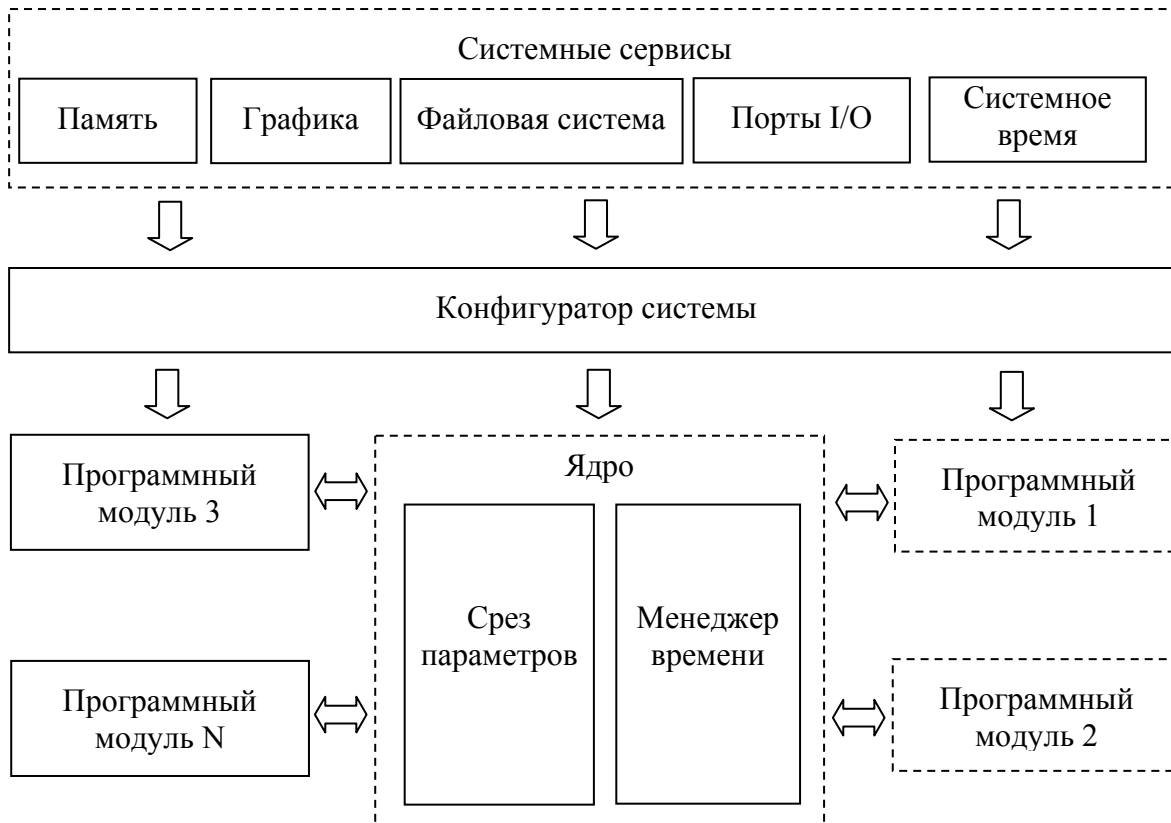 Системные сервисы
Память
Графика
Файловая система
Порты I/O
Системное
время
Конфигуратор системы
Программный
модуль 3
Ядро
Программный
модуль 1
Срез
параметров
Менеджер
времени
Программный
модуль N
Программный
модуль 2